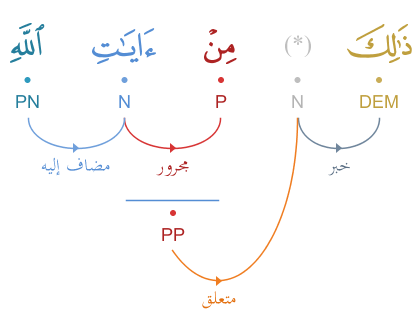 ذَٰلِكَ (*) مِنْ ءَايَـٰتِ ٱللَّهِ
DEM N P N PN
خبر مجرور مضاف إليه
PP
متعلق